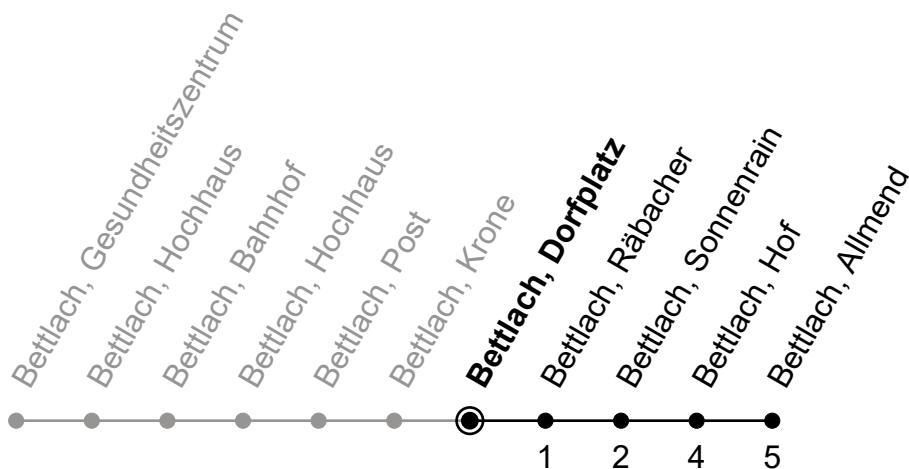 Bettlach, Gesundheitszentrum
Bettlach, Hochhaus
Bettlach, Bahnhof
Bettlach, Hochhaus
Bettlach, Post
Bettlach, Krone
Bettlach, Dorfplatz
Bettlach, Räbacher
Bettlach, Sonnenrain
Bettlach, Hof
Bettlach, Allmend
1 2 4 5